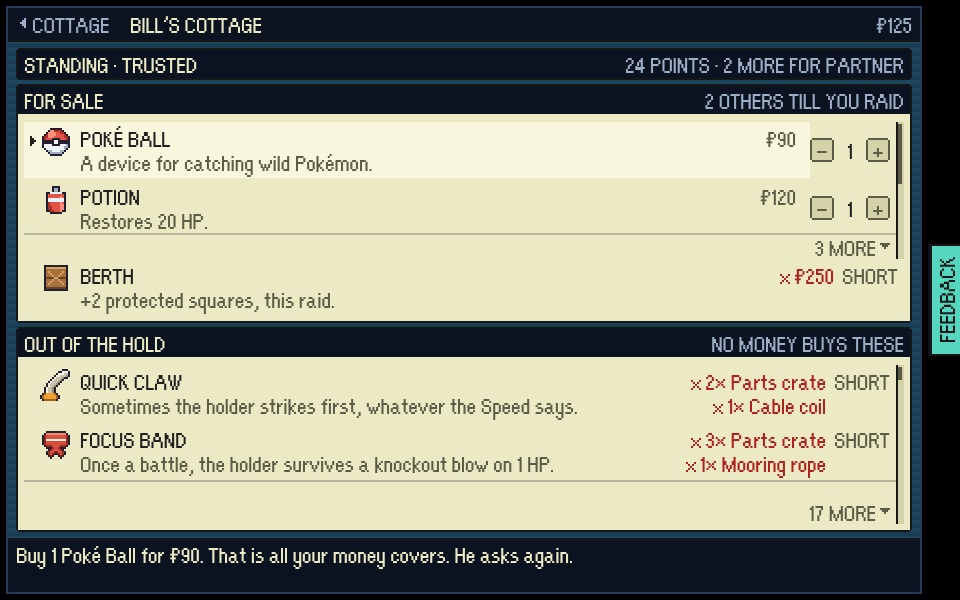 COTTAGE BILL'S COTTAGE ₽125
STANDING · TRUSTED 24 POINTS · 2 MORE FOR PARTNER
FOR SALE 2 OTHERS TILL YOU RAID
POKÉ BALL ₽90 − 1 +
A device for catching wild Pokémon.
POTION ₽120 − 1 +
Restores 20 HP.
3 MORE
BERTH × ₽250 SHORT
+2 protected squares, this raid.
OUT OF THE HOLD NO MONEY BUYS THESE
QUICK CLAW × 2× Parts crate SHORT
Sometimes the holder strikes first, whatever the Speed says. × 1× Cable coil
FOCUS BAND × 3× Parts crate SHORT
Once a battle, the holder survives a knockout blow on 1 HP. × 1× Mooring rope
17 MORE
Buy 1 Poké Ball for ₽90. That is all your money covers. He asks again.
FEEDBACK